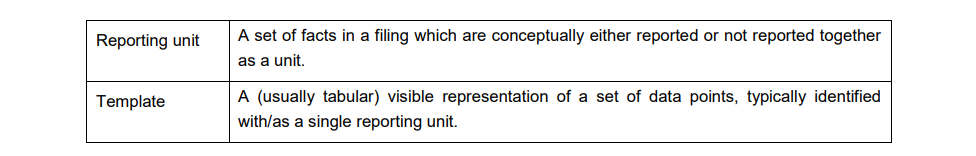 Reporting unit
A set of facts in a filing which are conceptually either reported or not reported together
as a unit.
Template
A (usually tabular) visible representation of a set of data points, typically identified
with/as a single reporting unit.